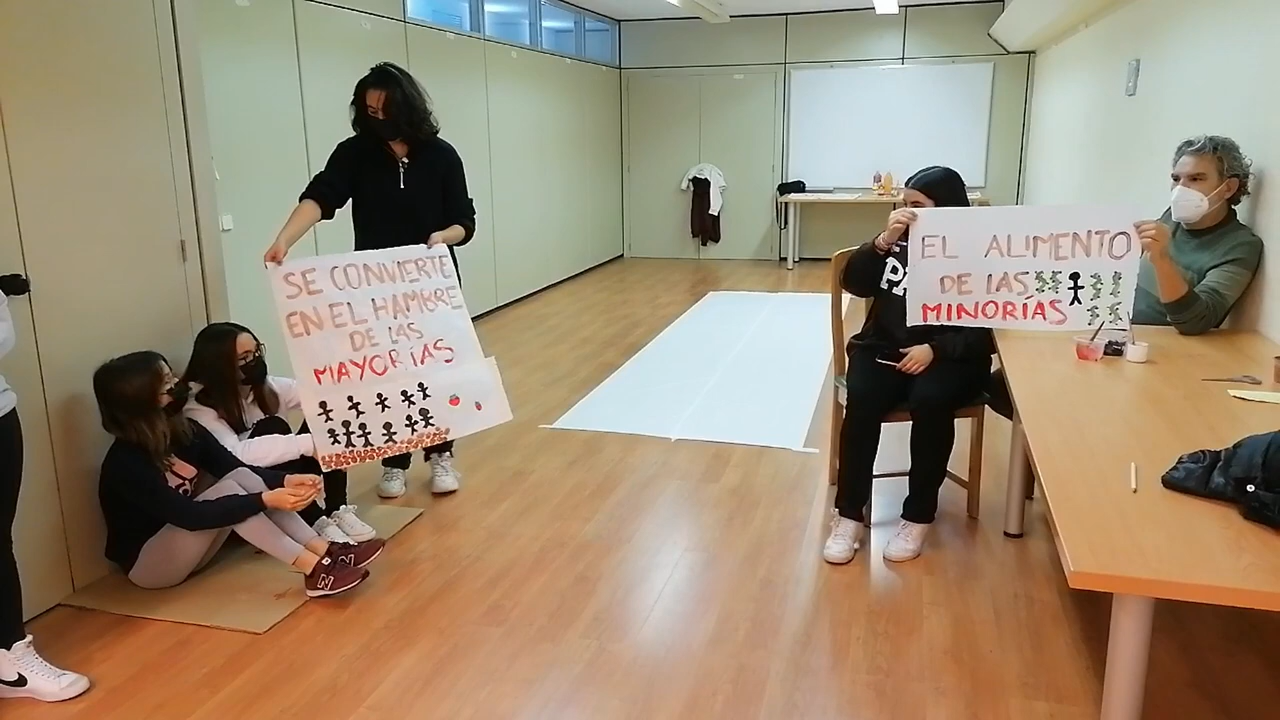 SE CONVIERTE
EN EL HAMBRE
DE LAS
MAYORÍAS
EL ALIMENTO
DE LAS
MINORÍAS
N